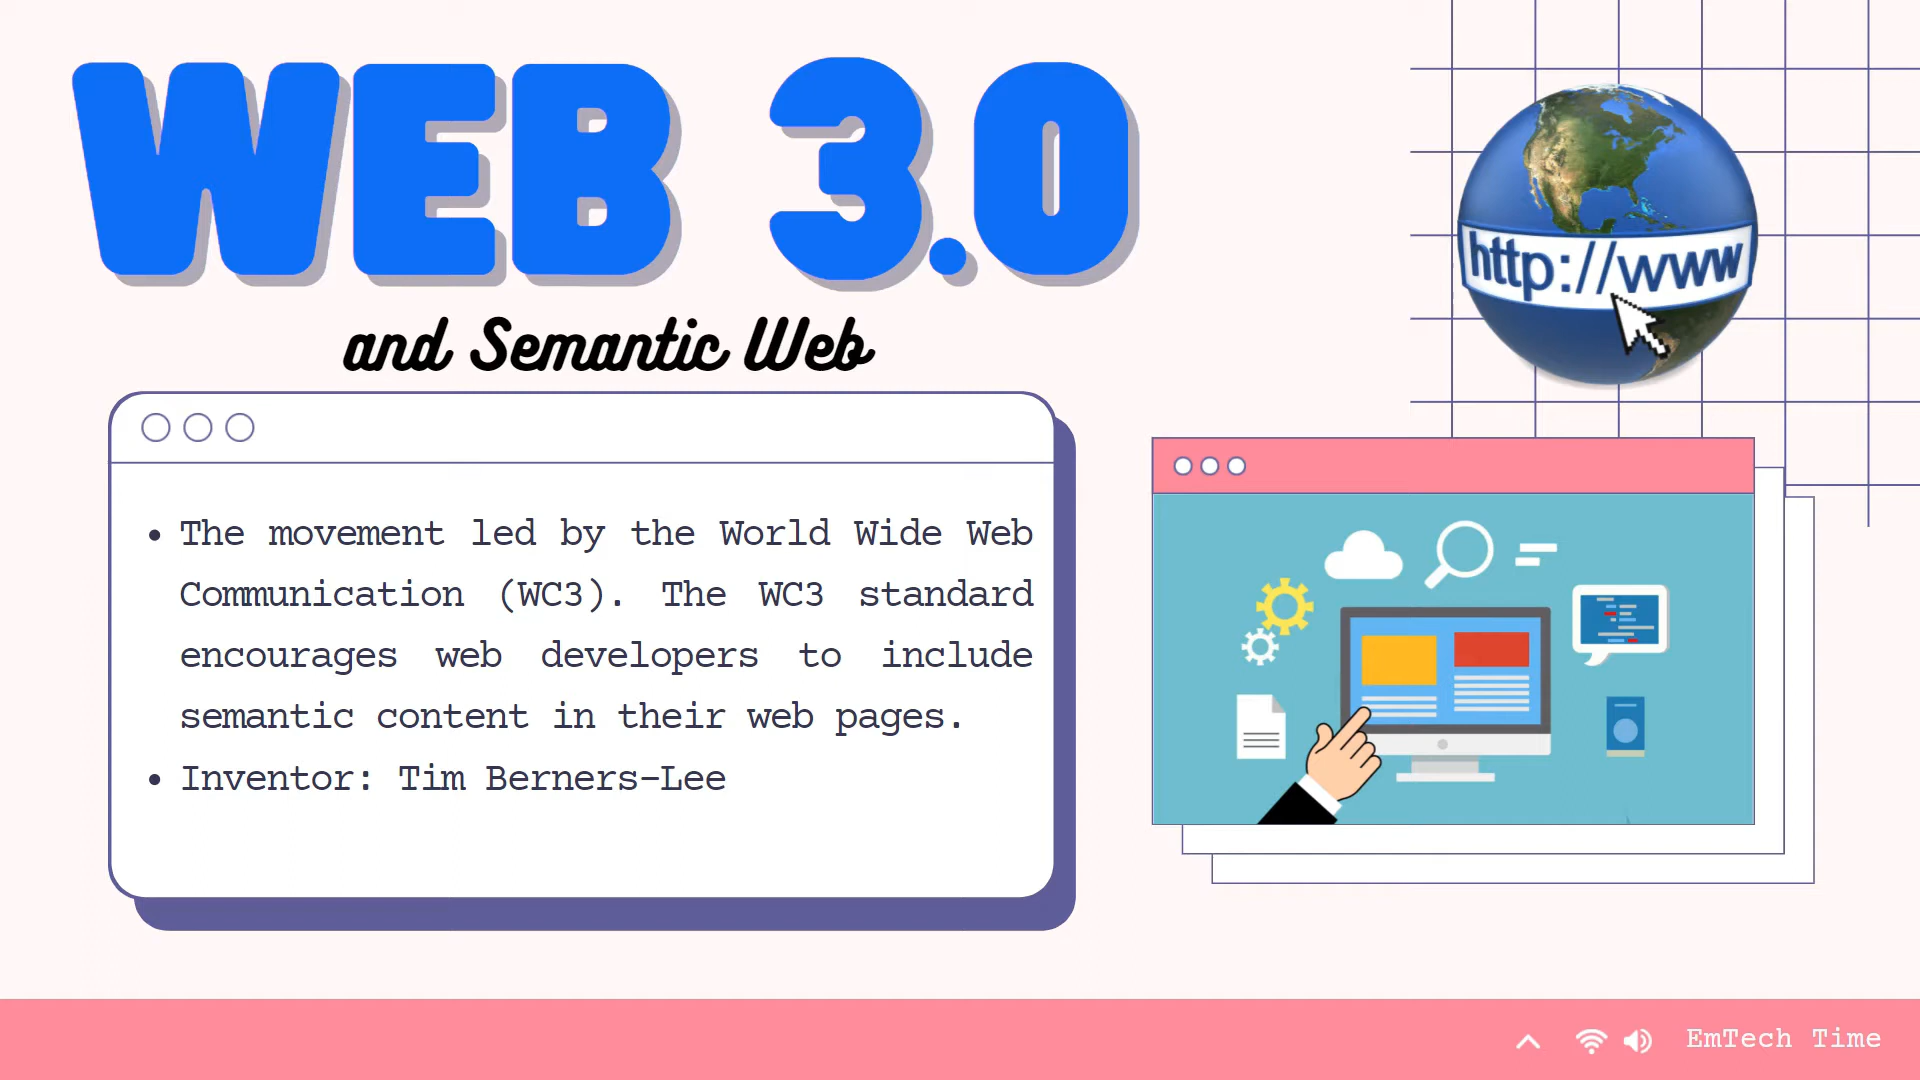 WEB 3.0
and Semantic Web
http://www
• The movement led by the World Wide Web
Communication (WC3). The WC3 standard
encourages web developers to include
semantic content in their web pages.
• Inventor: Tim Berners-Lee
EmTech Time